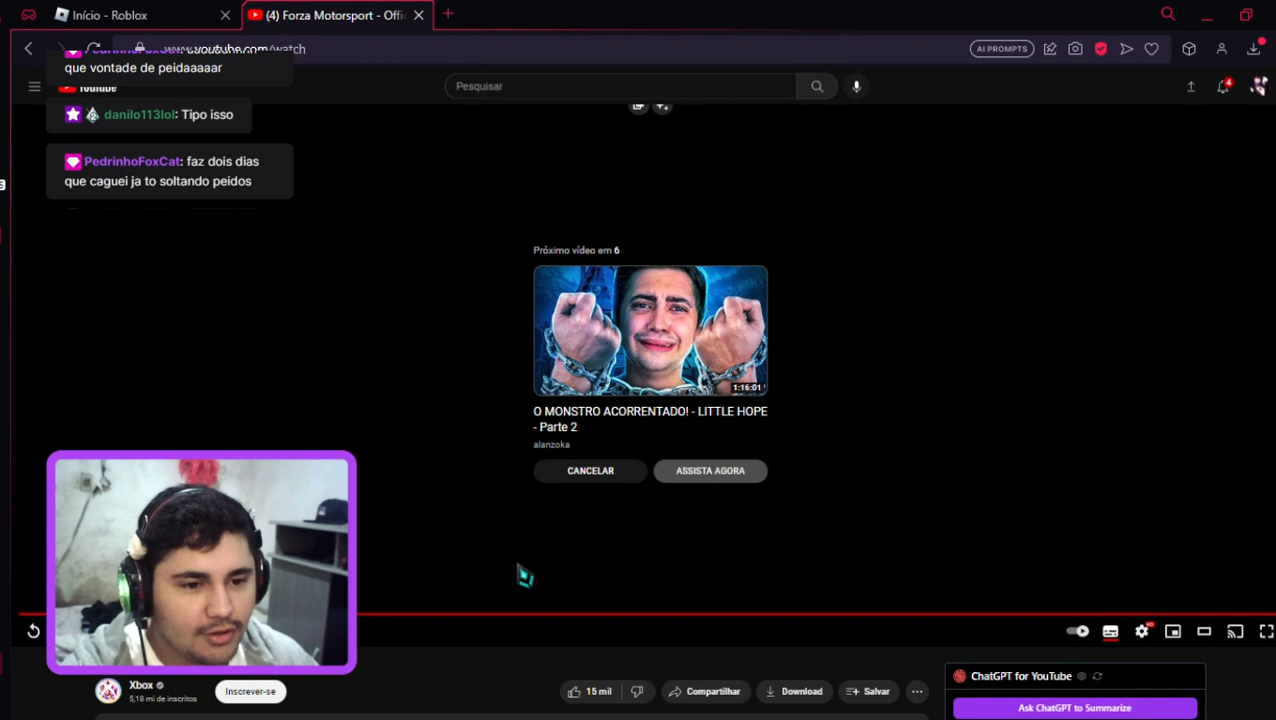 Início - Roblox
(4) Forza Motorsport - Offi
www.youtube.com/watch
AI PROMPTS
que vontade de peidaaaaar
YouTube
Pesquisar
4
danilo113lol: Tipo isso
PedrinhoFoxCat: faz dois dias
que caguei ja to soltando peidos
Próximo vídeo em 6
1:16:01
O MONSTRO ACORRENTADO! - LITTLE HOPE
- Parte 2
alanzoka
CANCELAR
ASSISTA AGORA
Xbox
5,18 mi de inscritos
Inscrever-se
15 mil
Compartilhar
Download
Salvar
ChatGPT for YouTube
Ask ChatGPT to Summarize